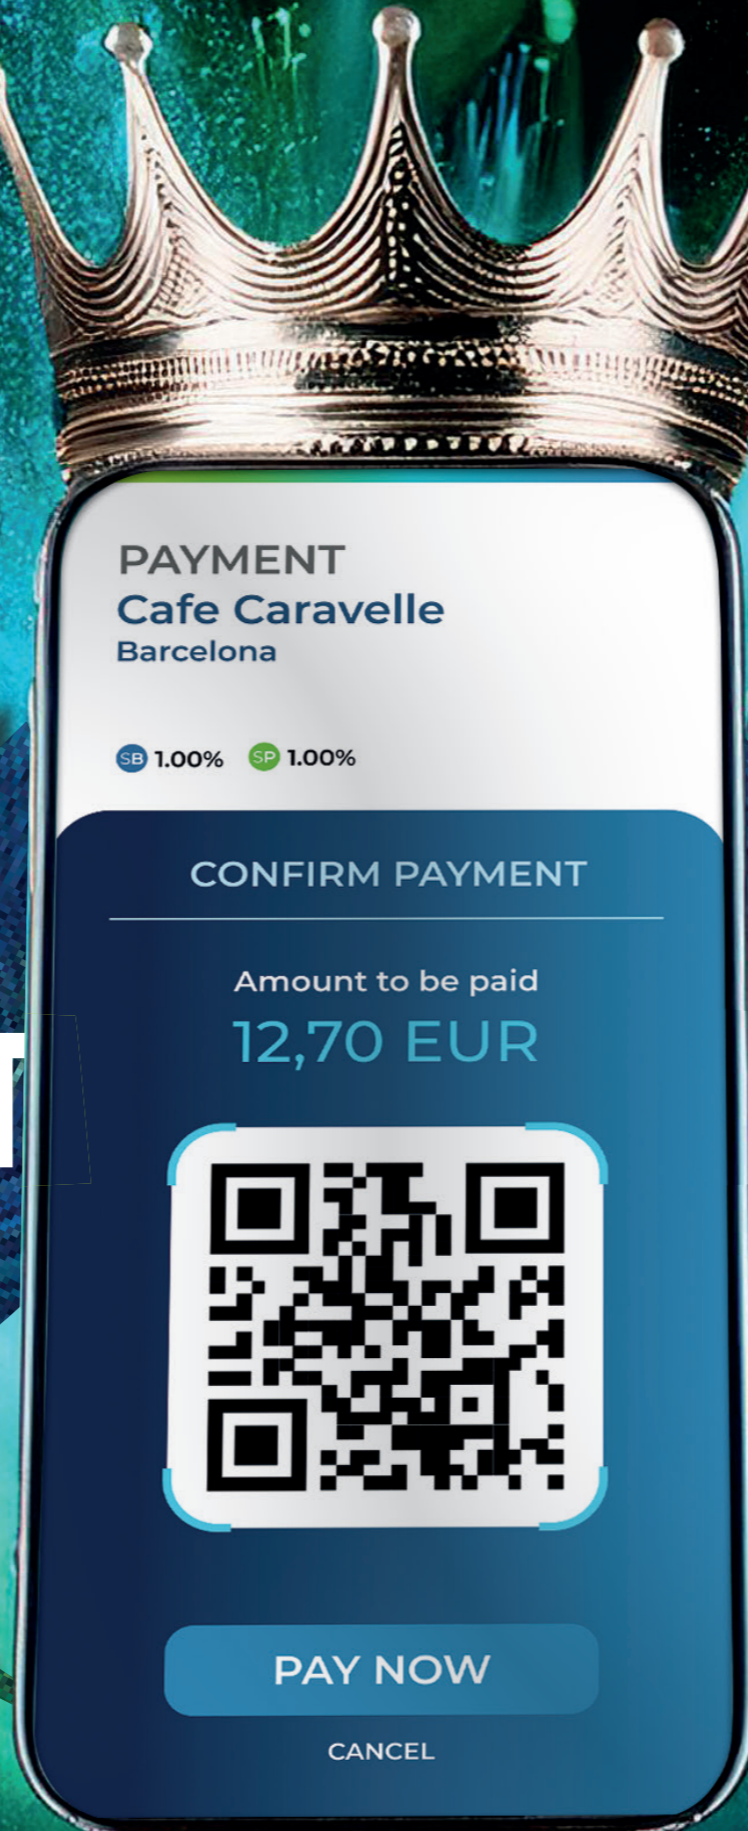 PAYMENT
Cafe Caravelle
Barcelona
SB 1.00% SP 1.00%
CONFIRM PAYMENT
Amount to be paid
12,70 EUR
PAY NOW
CANCEL